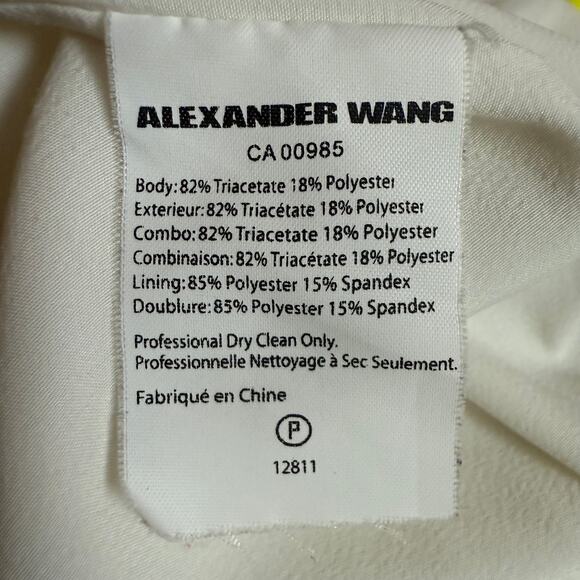 ALEXANDER WANG
CA 00985
Body:82% Triacetate 18% Polyester
Exterieur:82% Triacétate 18% Polyester
Combo:82% Triacetate 18% Polyester
Combinaison:82% Triacétate 18% Polyester
Lining:85% Polyester 15% Spandex
Doublure:85% Polyester 15% Spandex
Professional Dry Clean Only.
Professionnelle Nettoyage à Sec Seulement.
Fabriqué en Chine
P
12811